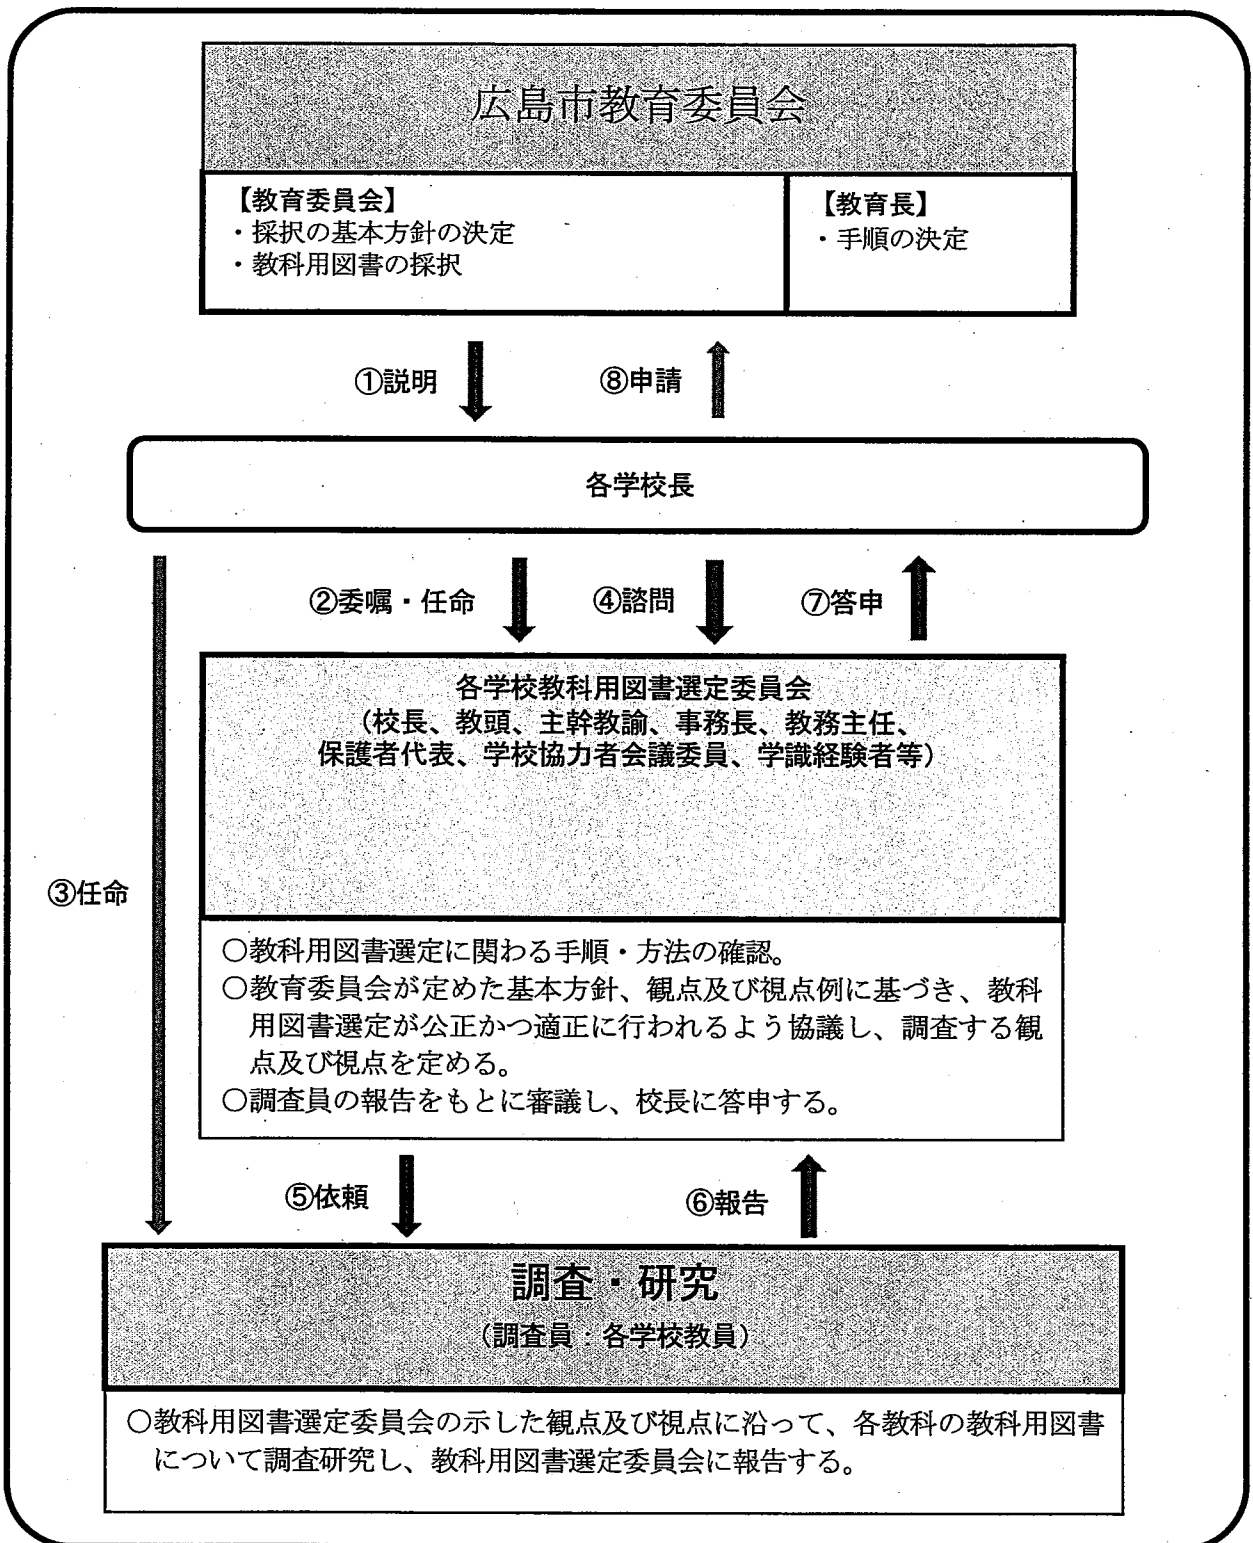 広島市教育委員会
【教育委員会】
・採択の基本方針の決定
・教科用図書の採択
【教育長】
・手順の決定
①説明
⑧申請
各学校長
②委嘱・任命
④諮問
⑦答申
各学校教科用図書選定委員会
（校長、教頭、主幹教諭、事務長、教務主任、
保護者代表、学校協力者会議委員、学識経験者等）
③任命
○教科用図書選定に関わる手順・方法の確認。
○教育委員会が定めた基本方針、観点及び視点例に基づき、教科
用図書選定が公正かつ適正に行われるよう協議し、調査する観
点及び視点を定める。
○調査員の報告をもとに審議し、校長に答申する。
⑤依頼
⑥報告
調査・研究
（調査員：各学校教員）
○教科用図書選定委員会の示した観点及び視点に沿って、各教科の教科用図書
について調査研究し、教科用図書選定委員会に報告する。